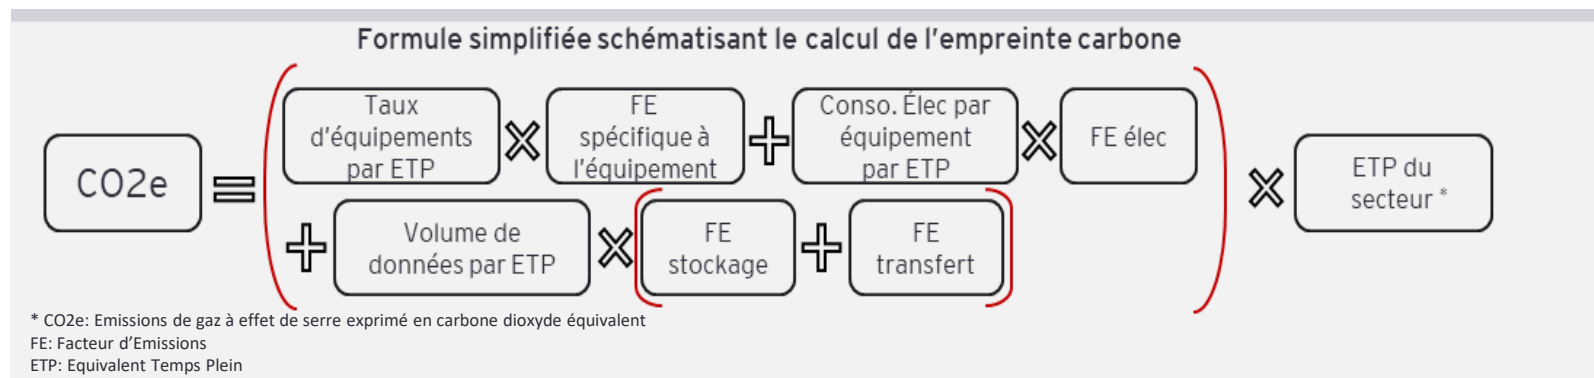 Formule simplifiée schématisant le calcul de l'empreinte carbone
CO2e
=
Taux
d'équipements
par ETP
×
FE
spécifique à
l'équipement
+
Conso. Élec par
équipement
par ETP
×
FE élec
+
Volume de
données par ETP
×
FE
stockage
+
FE
transfert
×
ETP du
secteur *
* CO2e: Emissions de gaz à effet de serre exprimé en carbone dioxyde équivalent
FE: Facteur d'Emissions
ETP: Equivalent Temps Plein